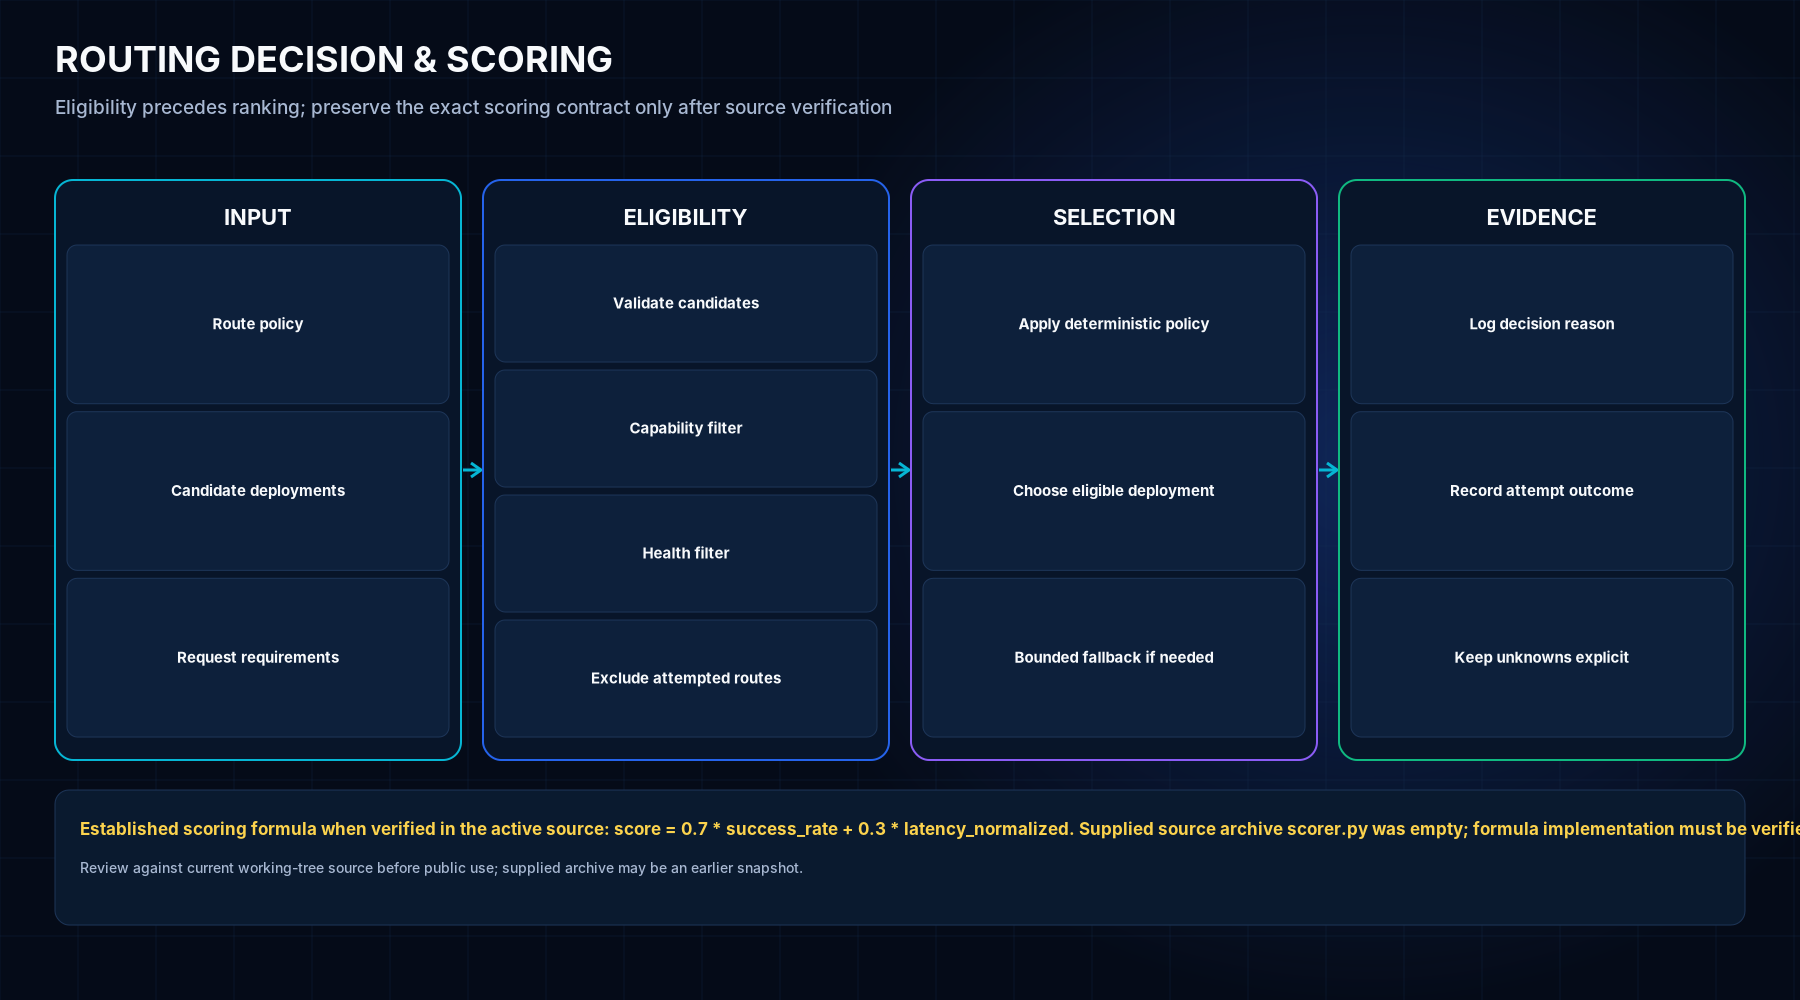 ROUTING DECISION & SCORING
Eligibility precedes ranking; preserve the exact scoring contract only after source verification
INPUT
Route policy
Candidate deployments
Request requirements
ELIGIBILITY
Validate candidates
Capability filter
Health filter
Exclude attempted routes
SELECTION
Apply deterministic policy
Choose eligible deployment
Bounded fallback if needed
EVIDENCE
Log decision reason
Record attempt outcome
Keep unknowns explicit
Established scoring formula when verified in the active source: score = 0.7 * success_rate + 0.3 * latency_normalized. Supplied source archive scorer.py was empty; formula implementation must be
Review against current working-tree source before public use; supplied archive may be an earlier snapshot.